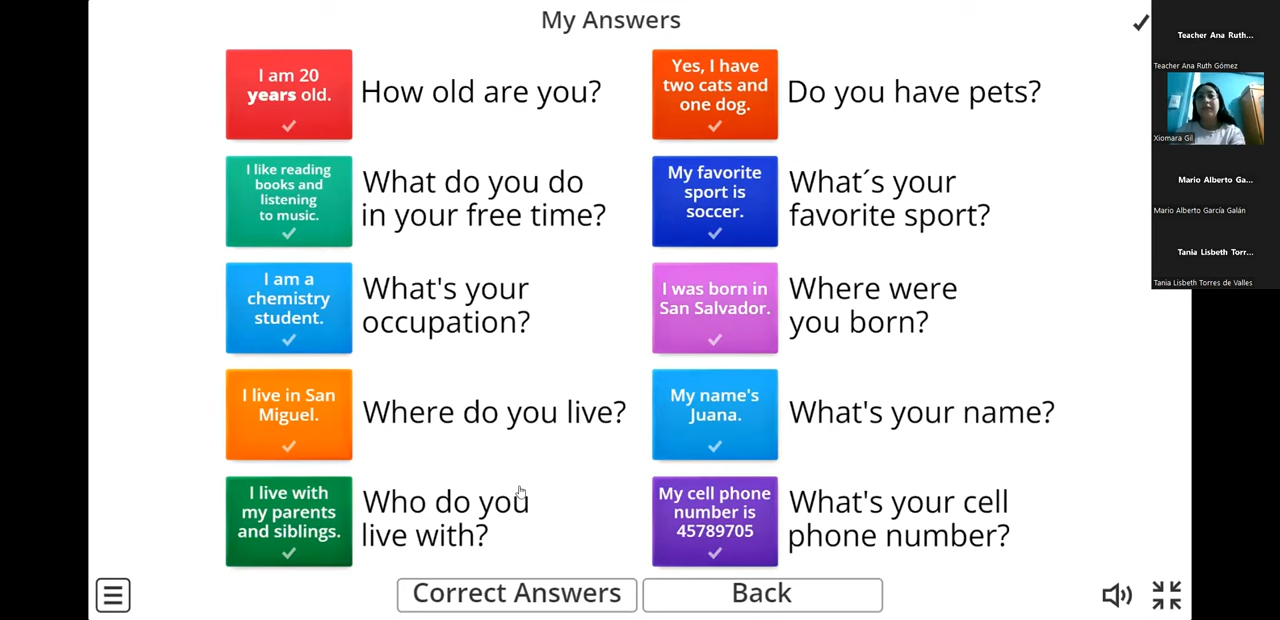 My Answers
I am 20
years old.
How old are you?
Yes, I have
two cats and
one dog.
Do you have pets?
I like reading
books and
listening
to music.
What do you do
in your free time?
My favorite
sport is
soccer.
What´s your
favorite sport?
I am a
chemistry
student.
What's your
occupation?
I was born in
San Salvador.
Where were
you born?
I live in San
Miguel.
Where do you live?
My name's
Juana.
What's your name?
I live with
my parents
and siblings.
Who do you
live with?
My cell phone
number is
45789705
What's your cell
phone number?
Correct Answers
Back
Teacher Ana Ruth...
Teacher Ana Ruth Gómez
Xiomara Gil
Mario Alberto Ga...
Mario Alberto García Galán
Tania Lisbeth Torr...
Tania Lisbeth Torres de Valles